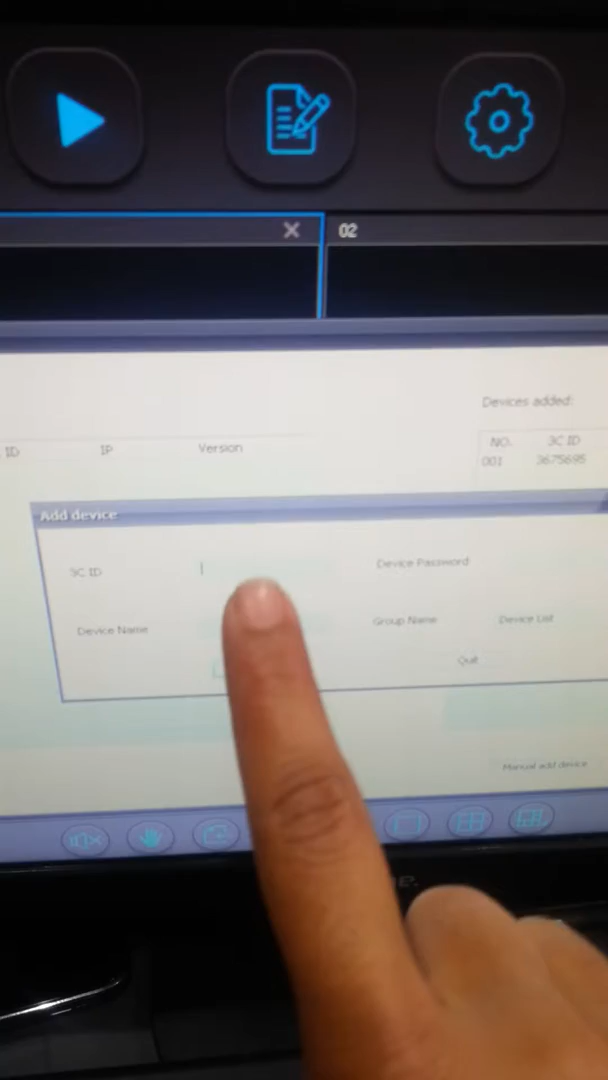 02
Devices added:
ID IP Version
NO. 3C ID
001 3675695
Add device
3C ID Device Password
Device Name Group Name Device List
Quit
Manual add device